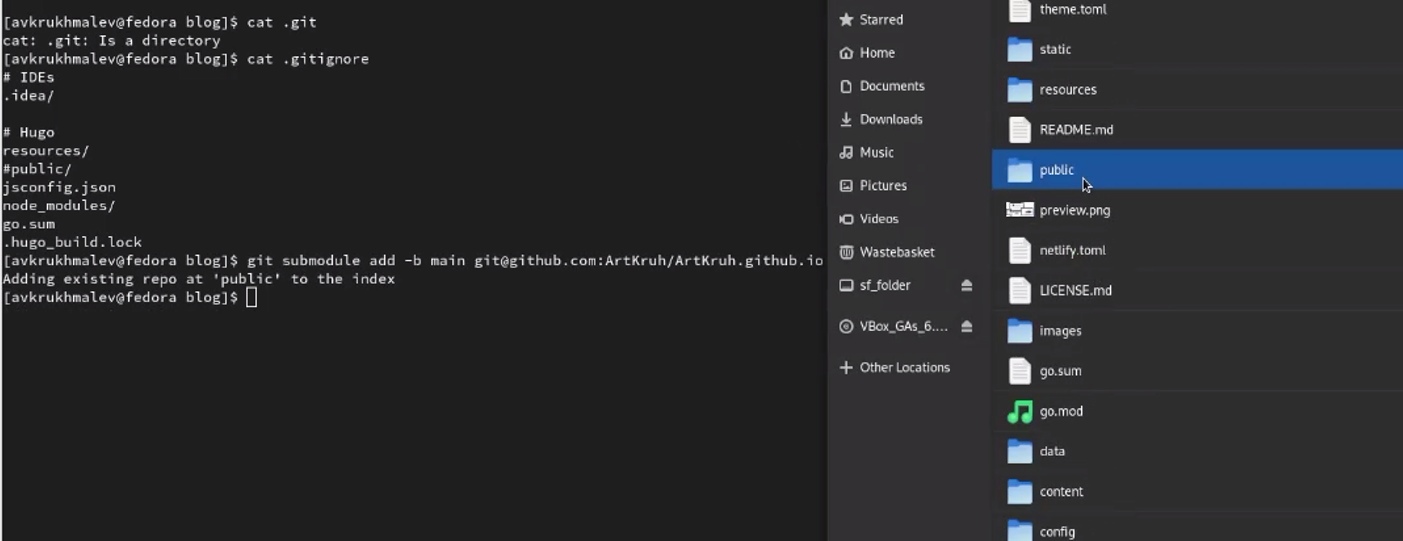 [avkrukhmalev@fedora blog]$ cat .git
cat: .git: Is a directory
[avkrukhmalev@fedora blog]$ cat .gitignore
# IDEs
.idea/
# Hugo
resources/
#public/
jsconfig.json
node_modules/
go.sum
.hugo_build.lock
[avkrukhmalev@fedora blog]$ git submodule add -b main git@github.com:ArtKruh/ArtKruh.github.io
Adding existing repo at 'public' to the index
[avkrukhmalev@fedora blog]$
Starred
Home
Documents
Downloads
Music
Pictures
Videos
Wastebasket
sf_folder
VBox_GAs_6....
Other Locations
theme.toml
static
resources
README.md
public
preview.png
netlify.toml
LICENSE.md
images
go.sum
go.mod
data
content
config